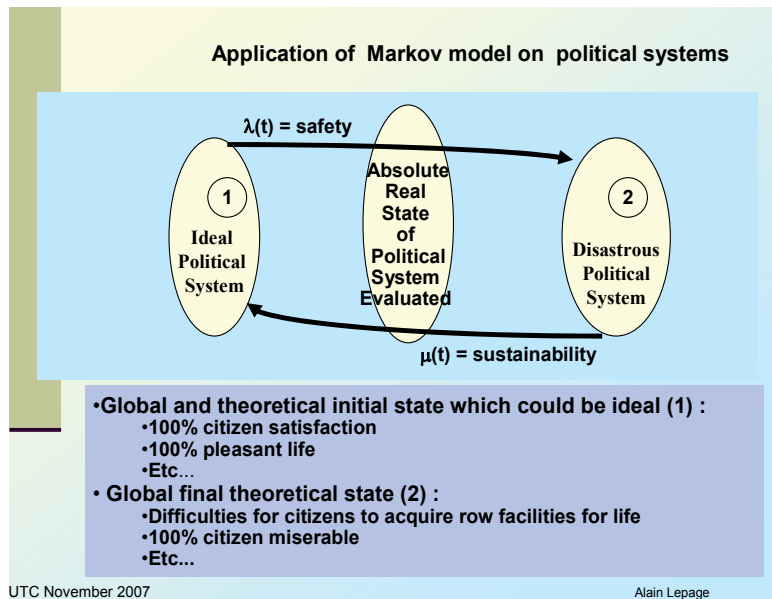 Application of Markov model on political systems
λ(t) = safety
1
Ideal
Political
System
Absolute
Real
State
of
Political
System
Evaluated
2
Disastrous
Political
System
μ(t) = sustainability
•Global and theoretical initial state which could be ideal (1) :
•100% citizen satisfaction
•100% pleasant life
•Etc...
• Global final theoretical state (2) :
•Difficulties for citizens to acquire row facilities for life
•100% citizen miserable
•Etc...
UTC November 2007
Alain Lepage